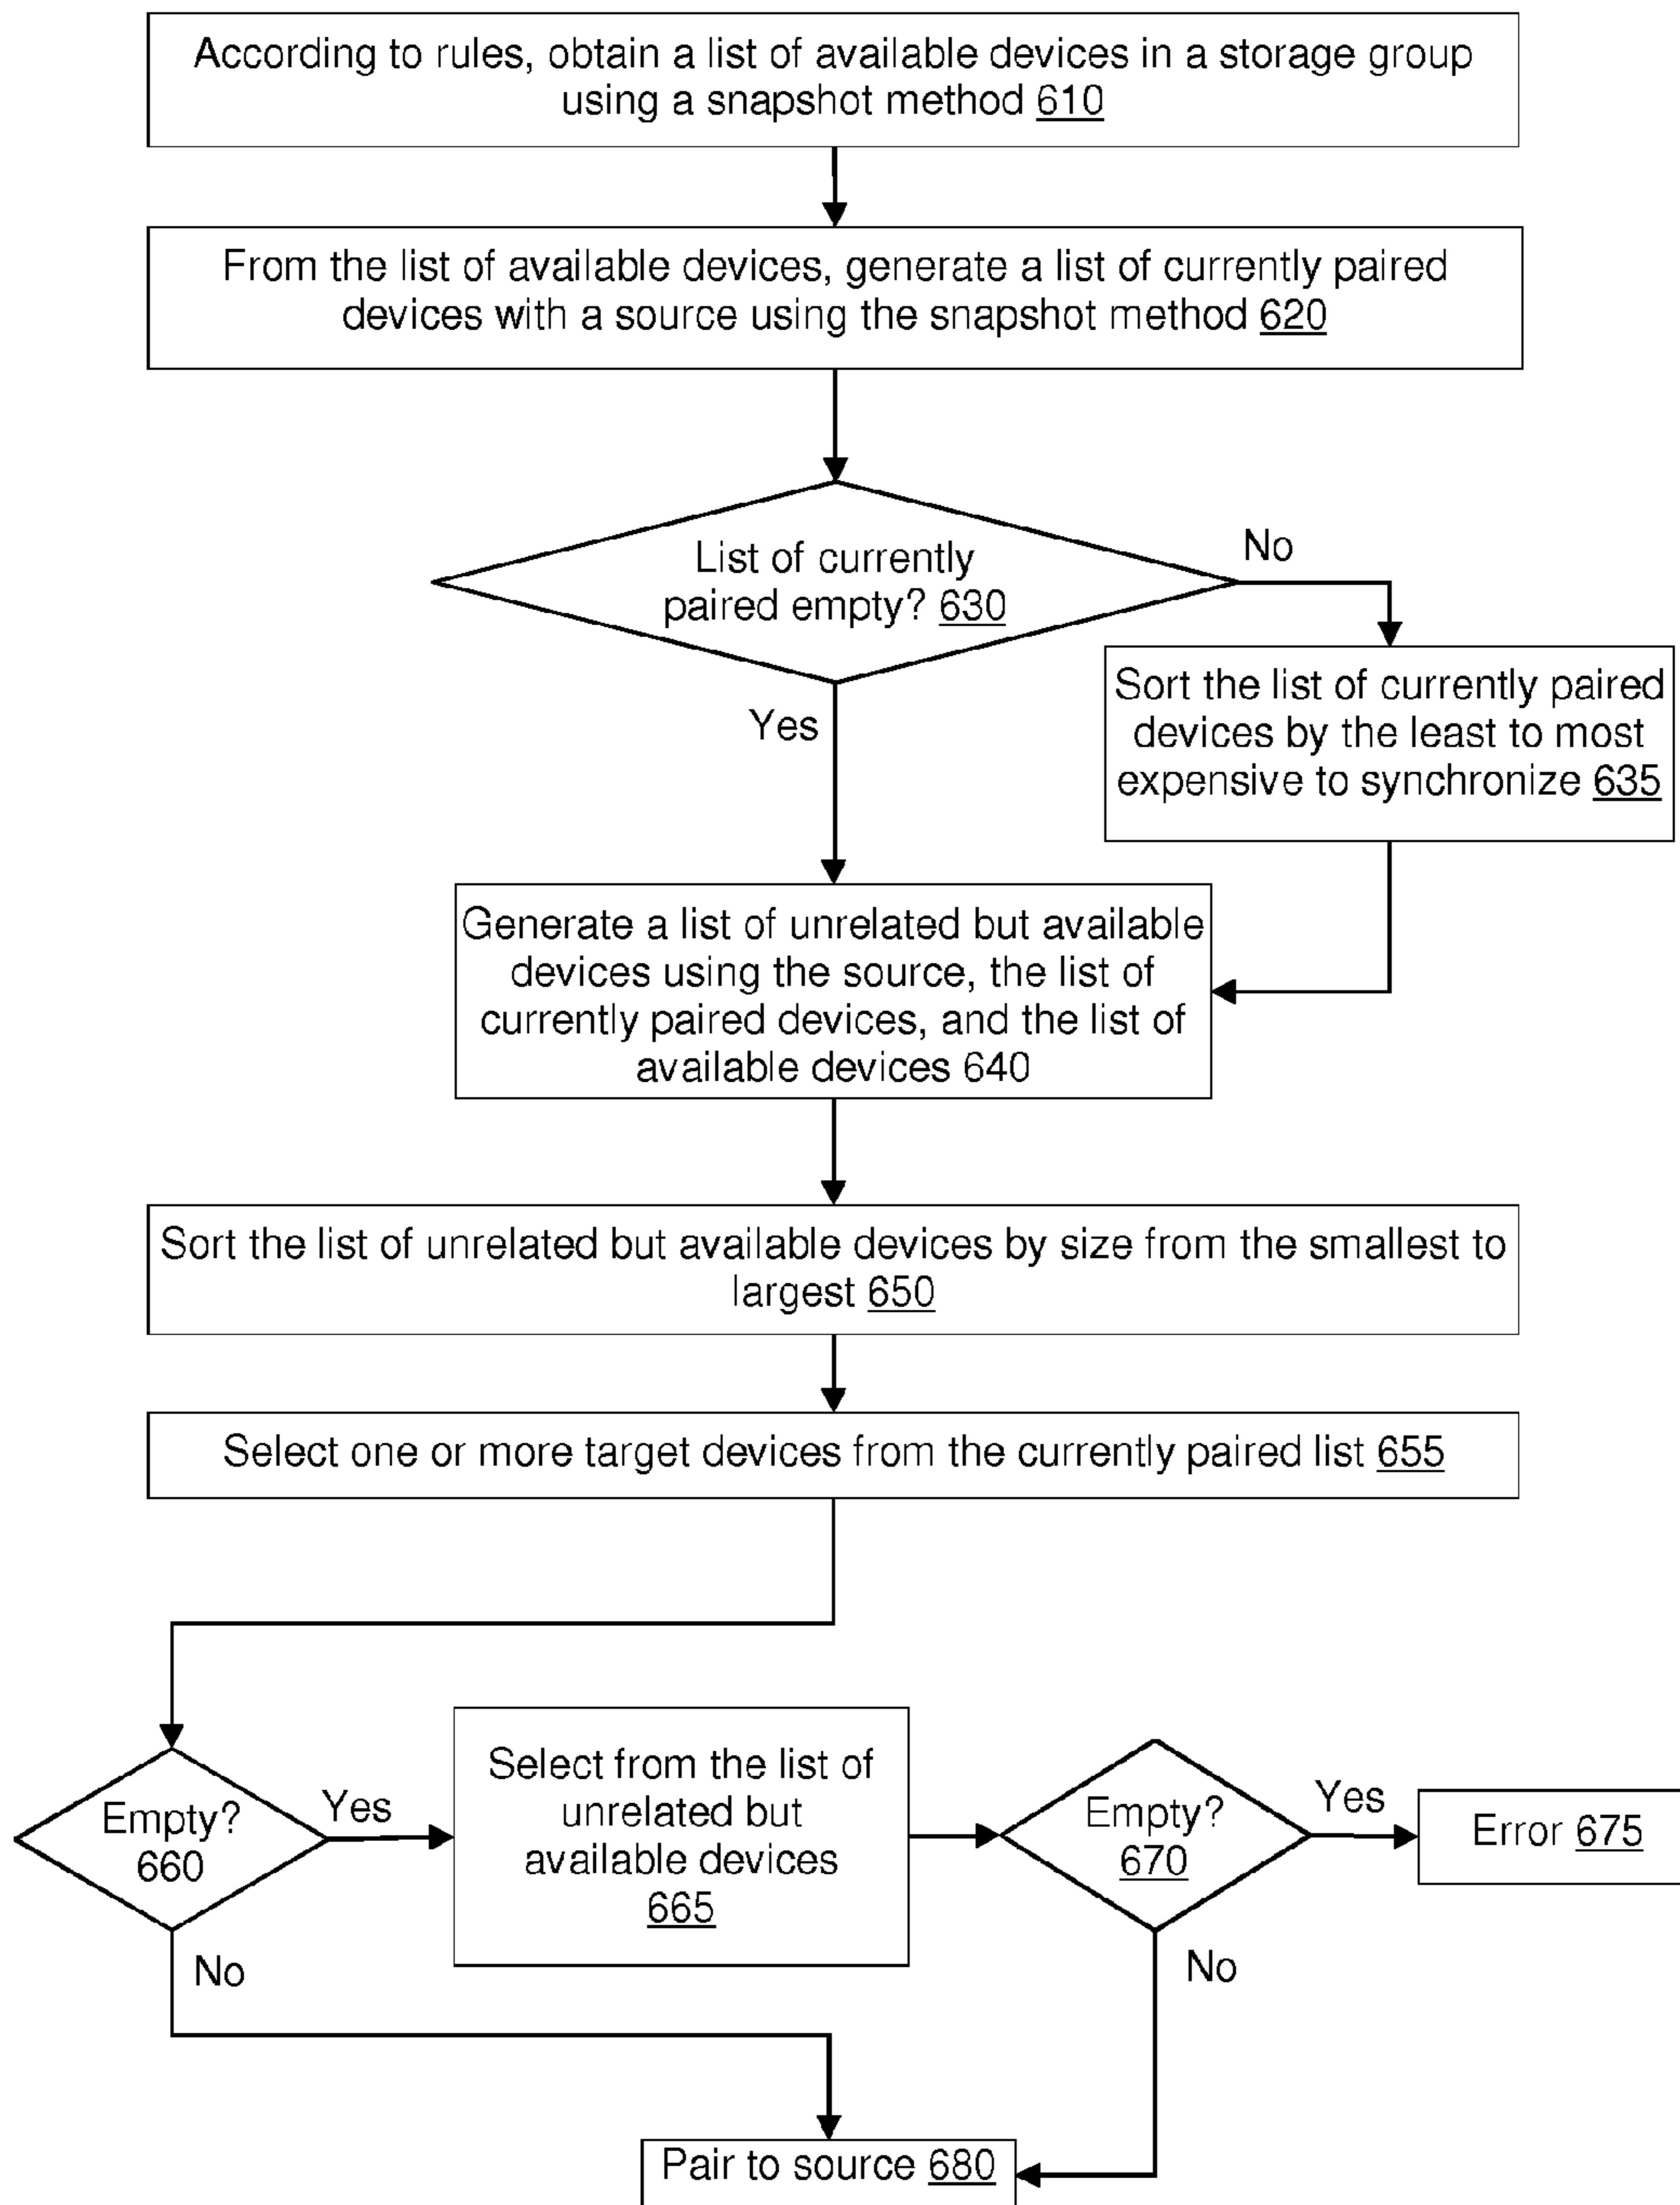 According to rules, obtain a list of available devices in a storage group
using a snapshot method 610
From the list of available devices, generate a list of currently paired
devices with a source using the snapshot method 620
List of currently
paired empty? 630
No
Sort the list of currently paired
devices by the least to most
expensive to synchronize 635
Yes
Generate a list of unrelated but available
devices using the source, the list of
currently paired devices, and the list of
available devices 640
Sort the list of unrelated but available devices by size from the smallest to
largest 650
Select one or more target devices from the currently paired list 655
Empty?
660
Yes
Select from the list of
unrelated but
available devices
665
Empty?
670
Yes
Error 675
No
No
Pair to source 680